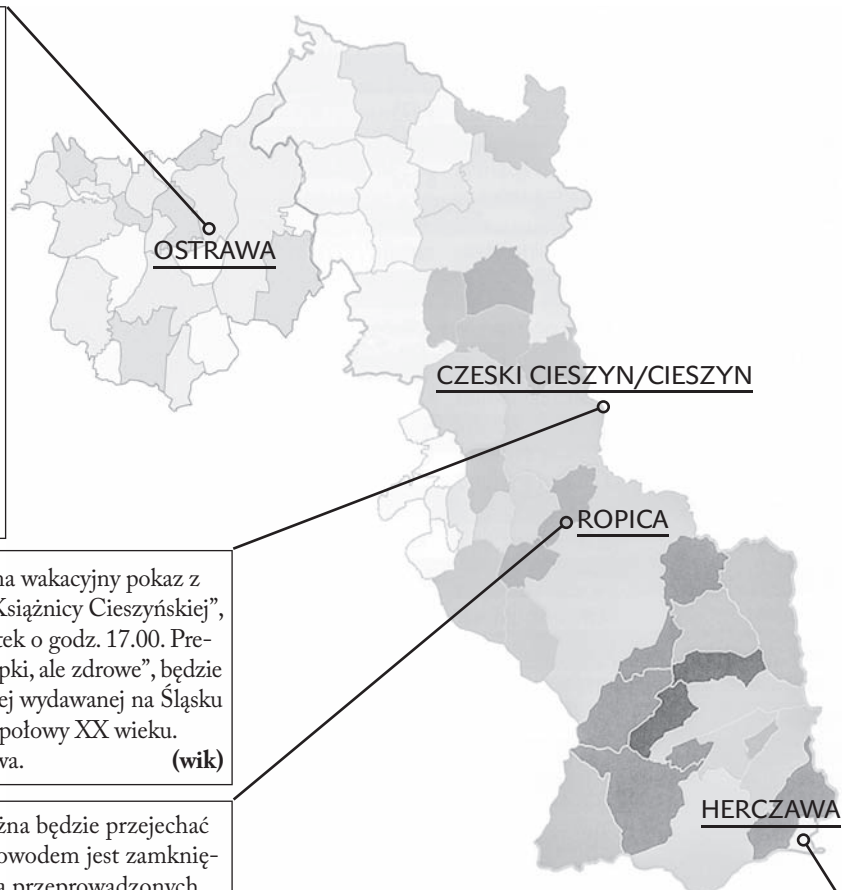 OSTRAWA
CZESKI CIESZYN/CIESZYN
ROPICA
na wakacyjny pokaz z
Książnicy Cieszyńskiej”,
tek o godz. 17.00. Pre-
pki, ale zdrowe”, będzie
ej wydawanej na Śląsku
połowy XX wieku.
wa. (wik)
HERCZAWA
żna będzie przejechać
owodem jest zamknię-
a przeprowadzonych